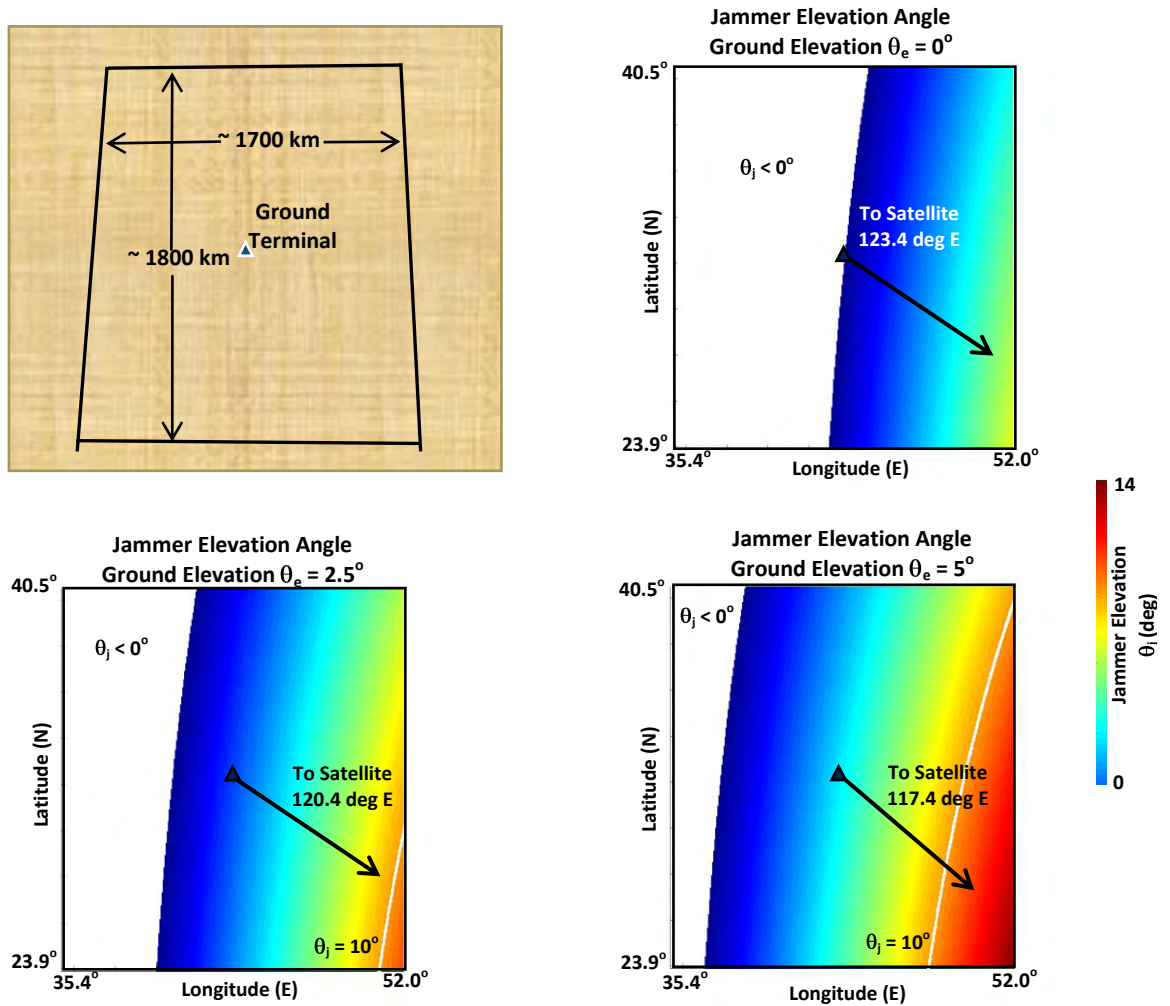 ~ 1700 km
Ground
Terminal
~ 1800 km
Jammer Elevation Angle
Ground Elevation θe = 0°
40.5°
θj < 0°
To Satellite
123.4 deg E
Latitude (N)
23.9°
35.4°
Longitude (E)
52.0°
Jammer Elevation Angle
Ground Elevation θe = 2.5°
40.5°
θj < 0°
To Satellite
120.4 deg E
Latitude (N)
θj = 10°
23.9°
35.4°
Longitude (E)
52.0°
Jammer Elevation Angle
Ground Elevation θe = 5°
40.5°
θj < 0°
To Satellite
117.4 deg E
Latitude (N)
θj = 10°
23.9°
35.4°
Longitude (E)
52.0°
14
Jammer Elevation
θj (deg)
0